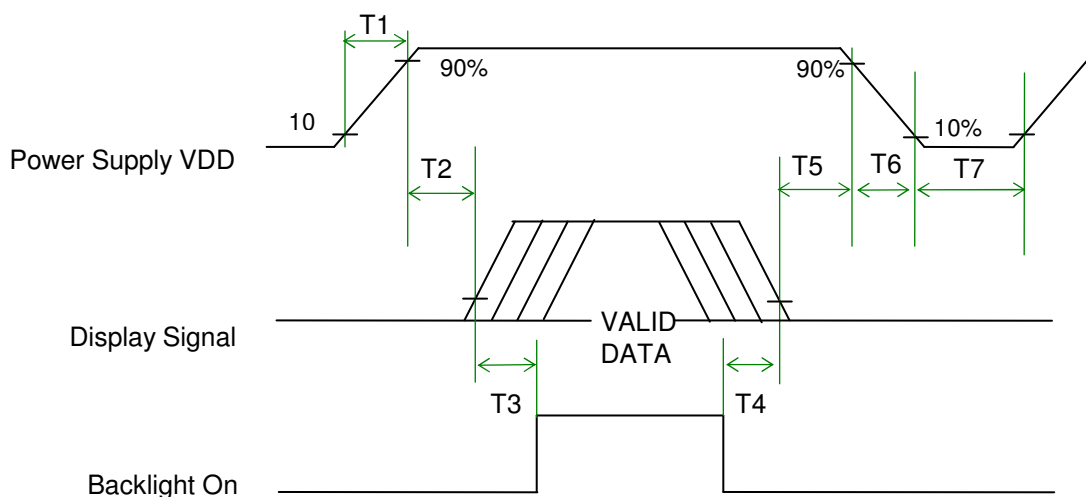 T1
90%
90%
10
10%
Power Supply VDD
T2
T5
T6
T7
VALID
Display Signal
DATA
T3
T4
Backlight On